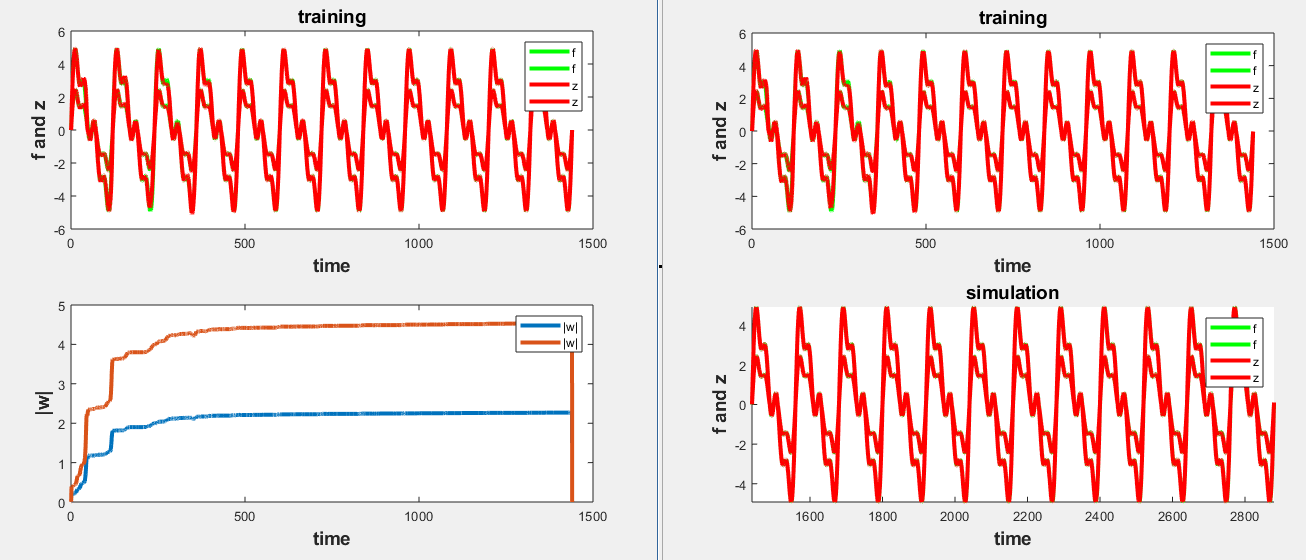 training
6
4
2
0
-2
-4
-6
f and z
0
500
1000
1500
time
f
f
z
z
5
4
3
2
1
0
|w|
0
500
1000
1500
time
|w|
|w|
training
6
4
2
0
-2
-4
-6
f and z
0
500
1000
1500
time
f
f
z
z
simulation
4
2
0
-2
-4
f and z
1600
1800
2000
2200
2400
2600
2800
time
f
f
z
z